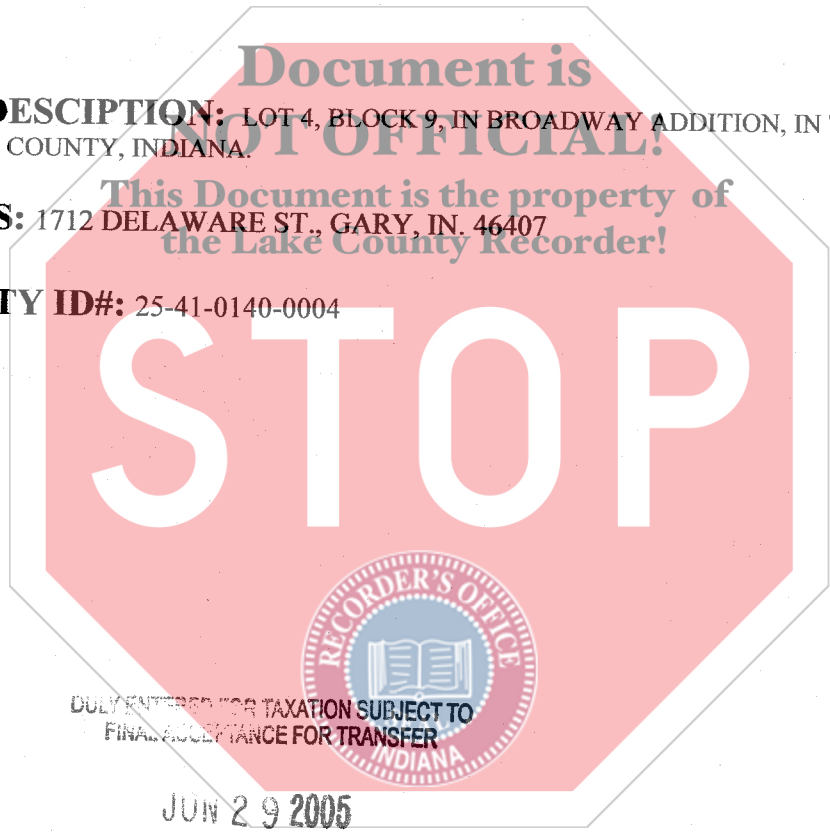 Document is
DESCIPTION: LOT 4, BLOCK 9, IN BROADWAY ADDITION, IN
NOT OFFICIAL!
COUNTY, INDIANA.
This Document is the property of
S: 1712 DELAWARE ST., GARY, IN. 46407
the Lake County Recorder!
TY ID#: 25-41-0140-0004
STOP
RECORDER'S OFFICE
INDIANA
DULY ENTERED FOR TAXATION SUBJECT TO
FINAL ACCEPTANCE FOR TRANSFER
JUN 29 2005